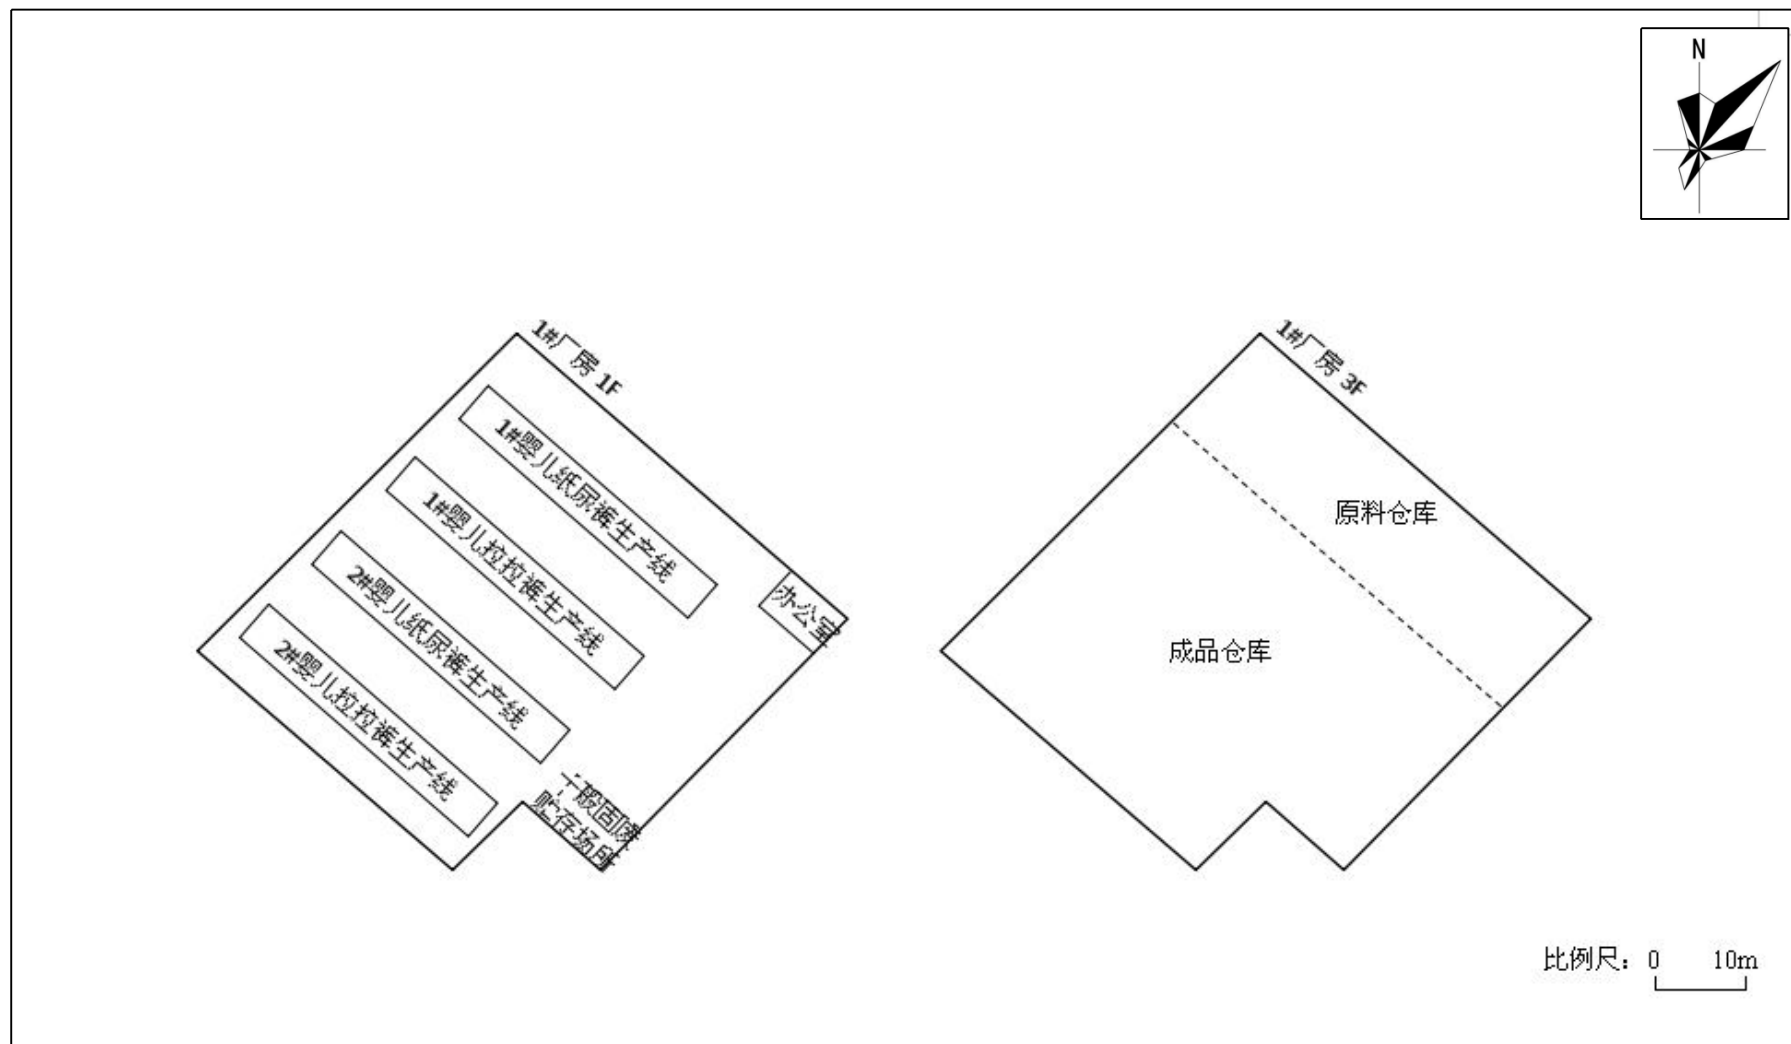 N
1#厂房 1F
1#婴儿纸尿裤生产线
1#婴儿拉拉裤生产线
2#婴儿纸尿裤生产线
2#婴儿拉拉裤生产线
办公室
一般固废
贮存场所
1#厂房 3F
原料仓库
成品仓库
比例尺： 0 10m